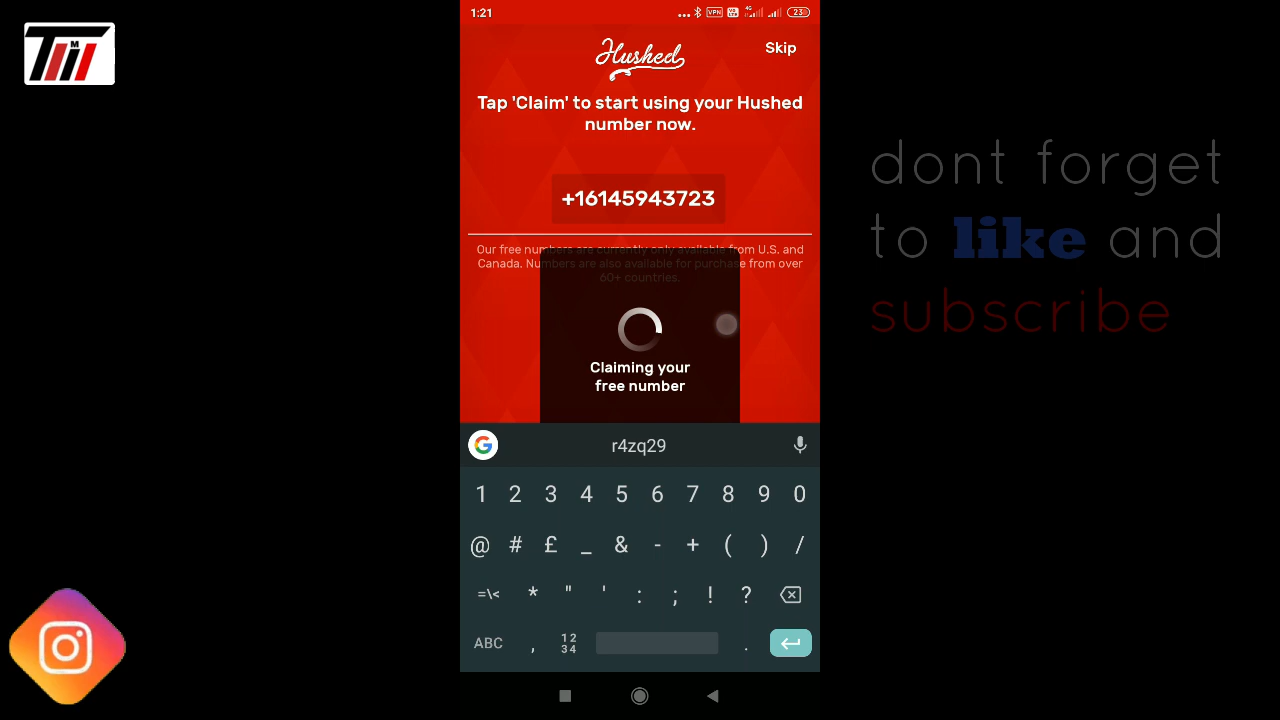 TMM
1:21
VPN
4G
23
Hushed
Skip
Tap 'Claim' to start using your Hushed
number now.
+16145943723
Our free numbers are currently only available from U.S. and
Canada. Numbers are also available for purchase from over
60+ countries.
Claiming your
free number
dont forget
to like and
subscribe
G
r4zq29
1 2 3 4 5 6 7 8 9 0
@ # £ _ & - + ( ) /
=\< * " ' : ; ! ?
ABC , 12 34 .